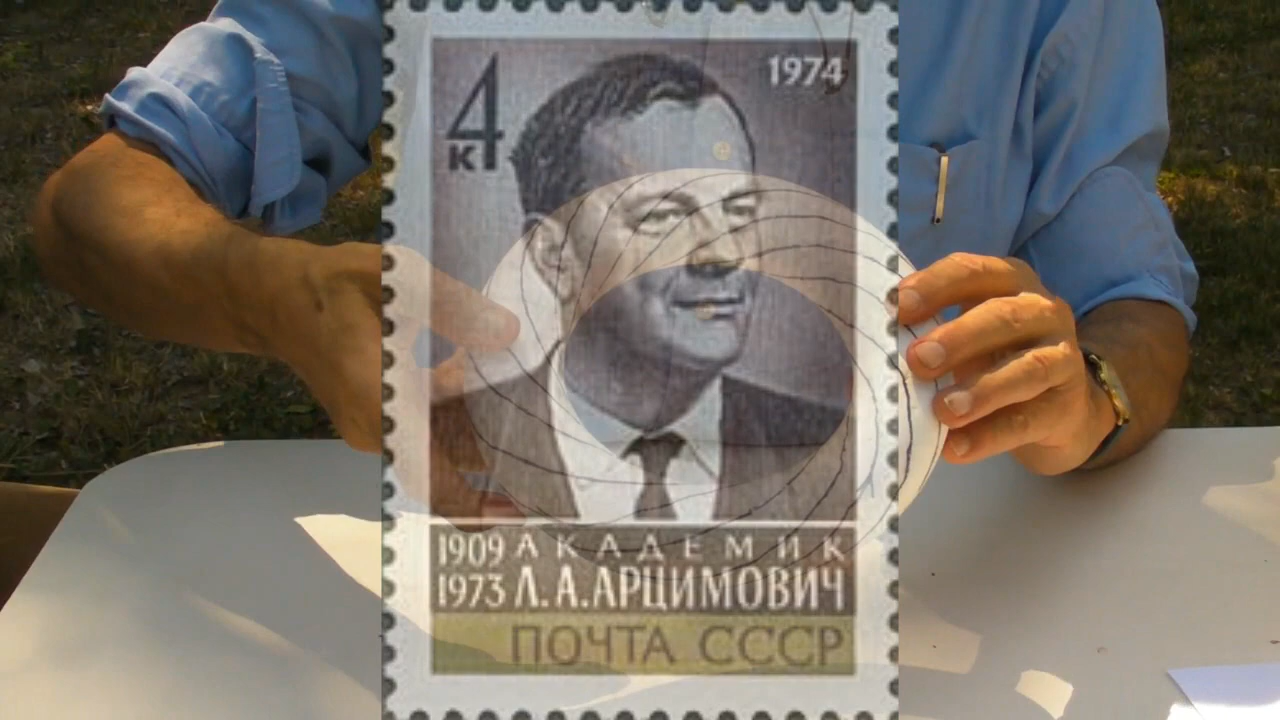 4 1974
К
1909 АКАДЕМИК
1973 Л.А.АРЦИМОВИЧ
ПОЧТА СССР